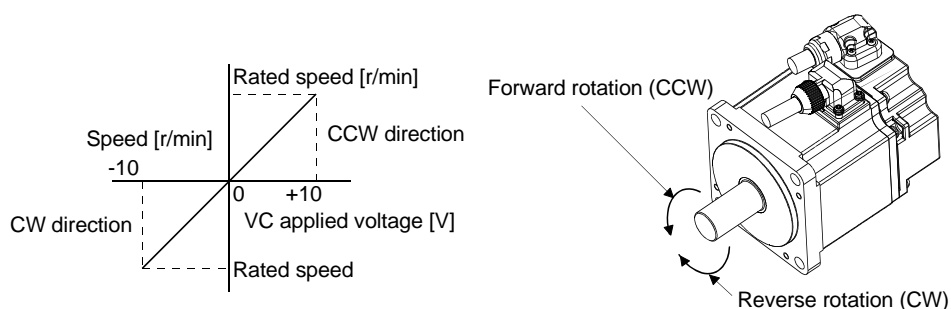 Rated speed [r/min]
CCW direction
Speed [r/min]
-10
0
+10
VC applied voltage [V]
CW direction
Rated speed
Forward rotation (CCW)
Reverse rotation (CW)